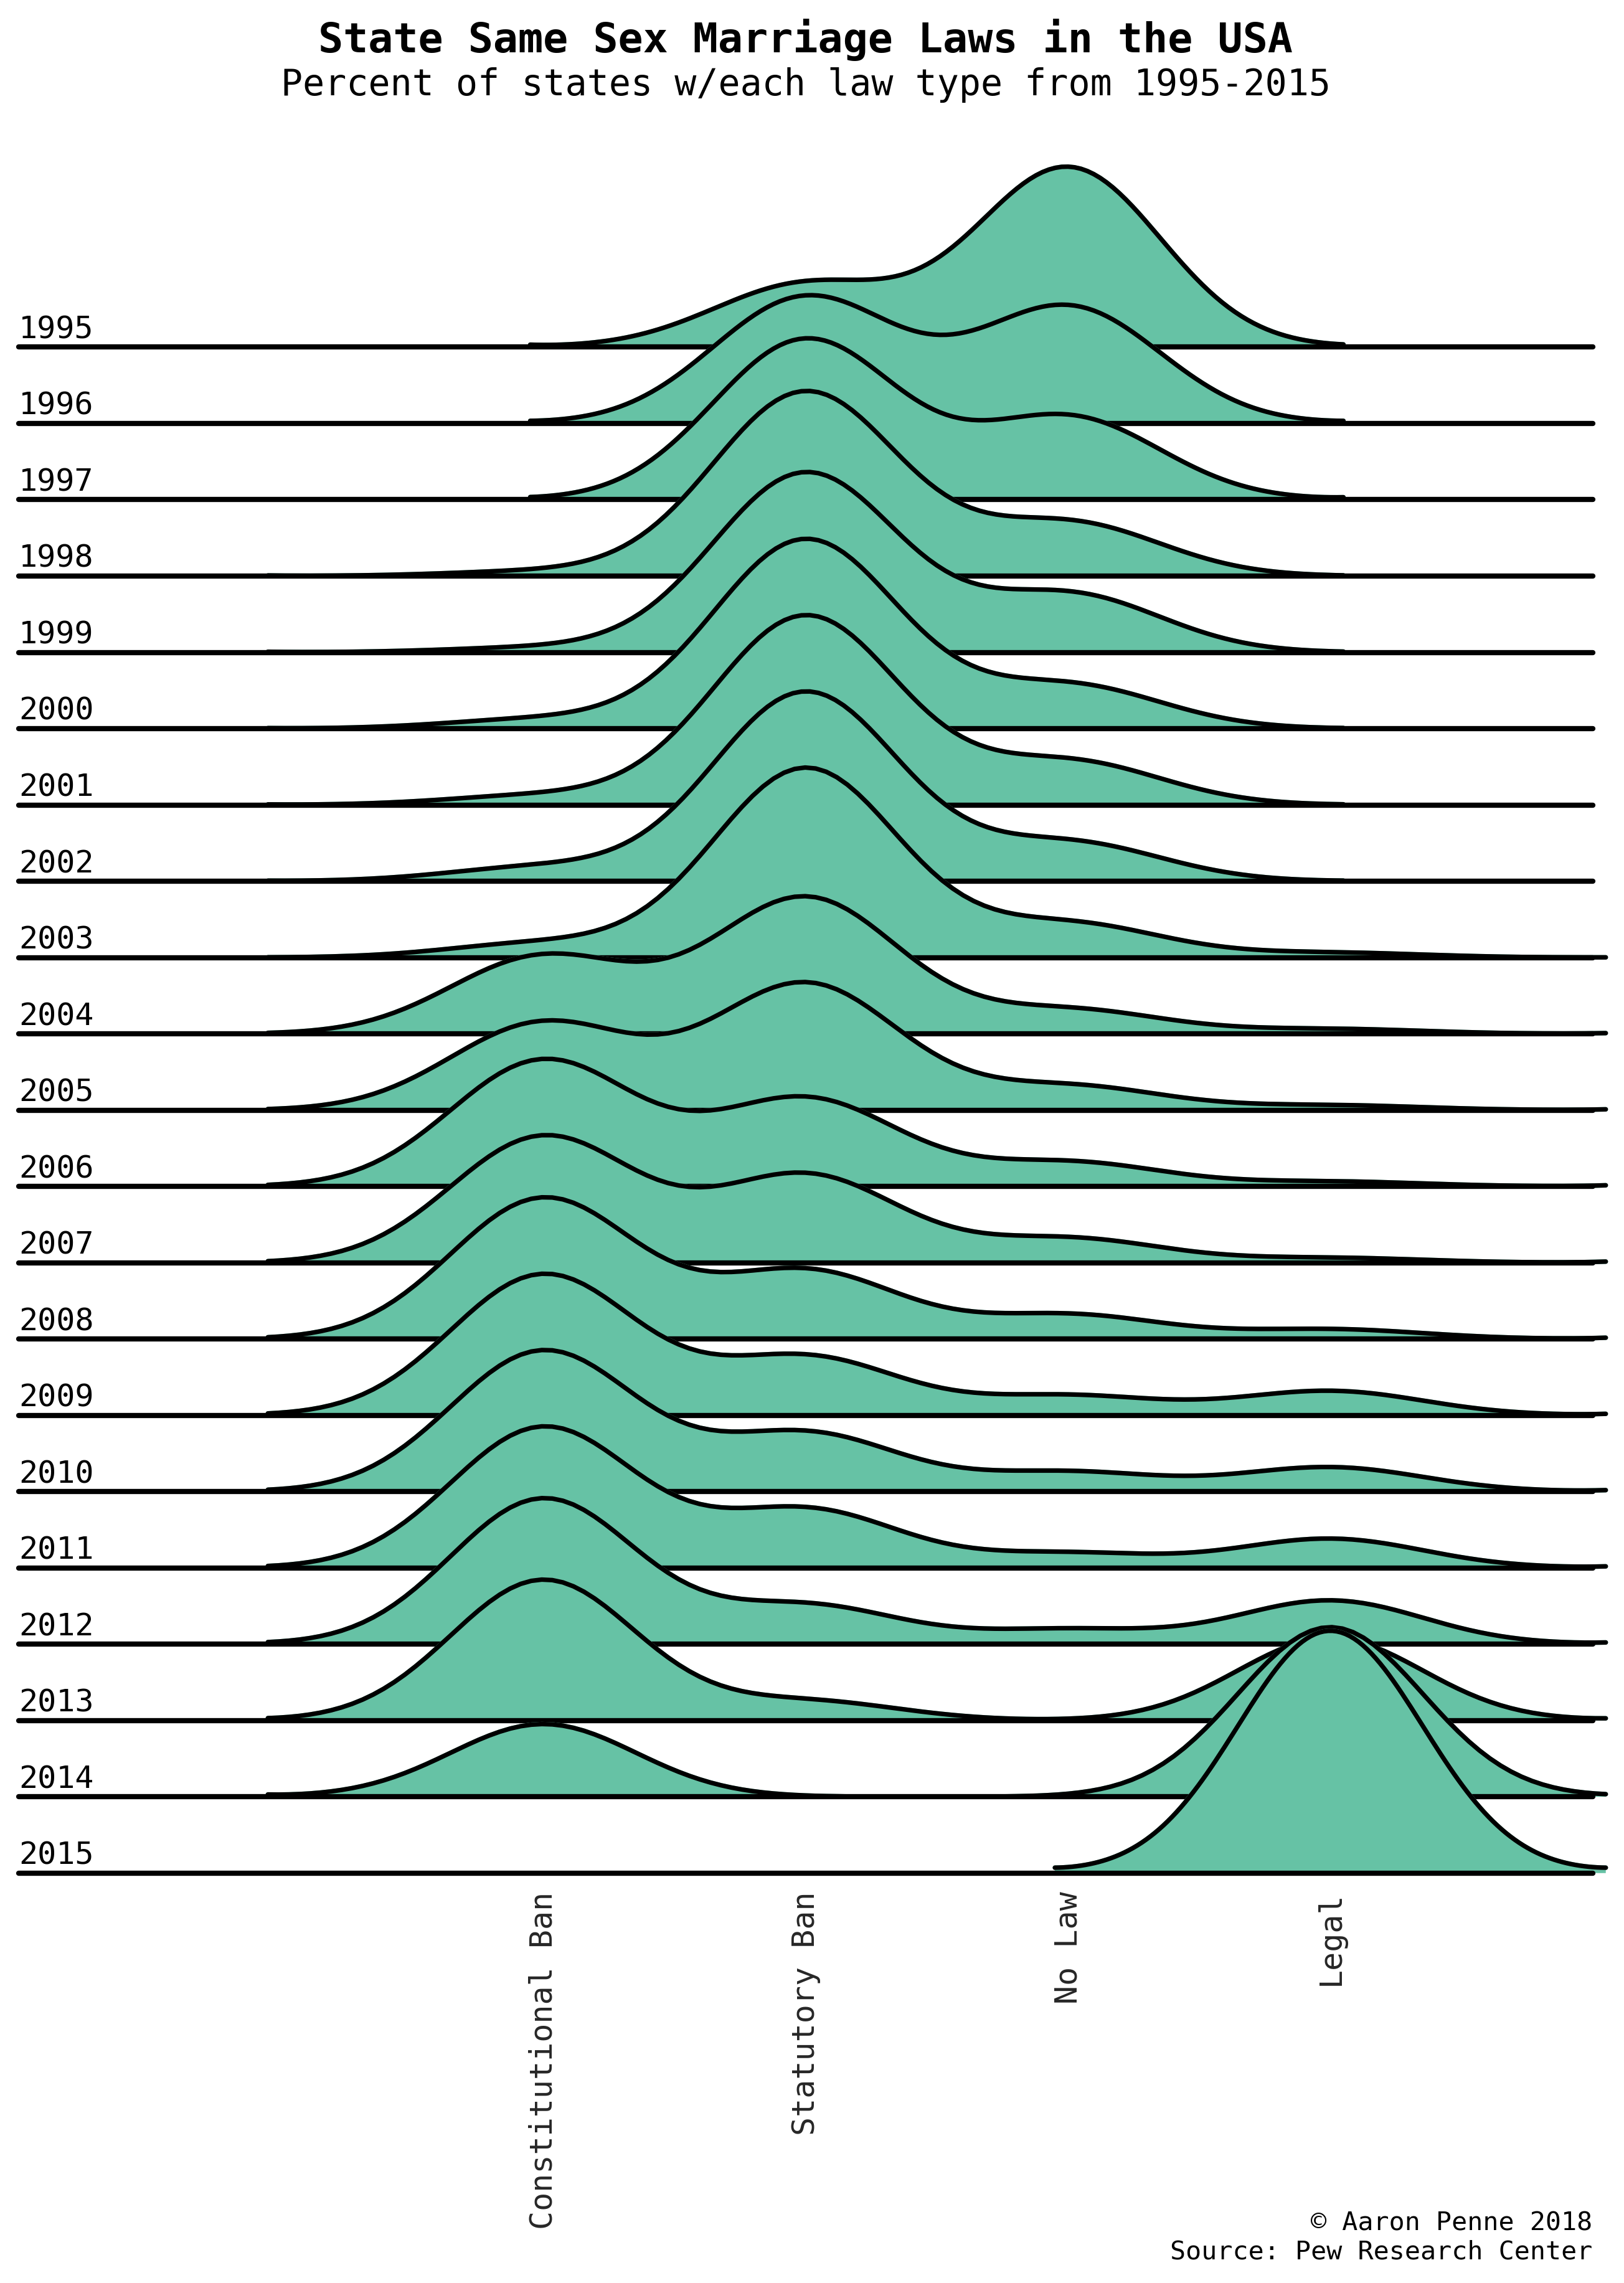 State Same Sex Marriage Laws in the USA
Percent of states w/each law type from 1995-2015
1995
1996
1997
1998
1999
2000
2001
2002
2003
2004
2005
2006
2007
2008
2009
2010
2011
2012
2013
2014
2015
Constitutional Ban
Statutory Ban
No Law
Legal
© Aaron Penne 2018
Source: Pew Research Center